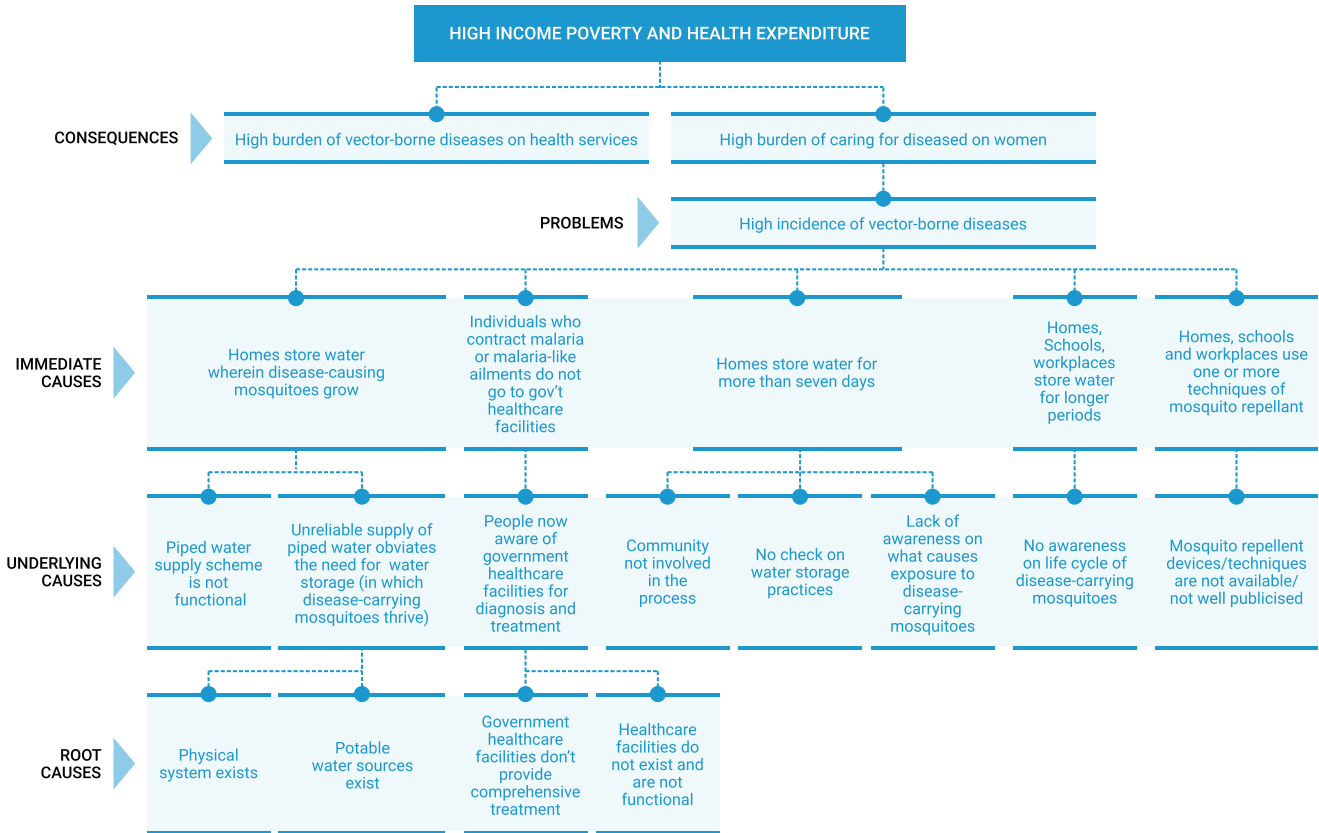 HIGH INCOME POVERTY AND HEALTH EXPENDITURE
CONSEQUENCES
High burden of vector-borne diseases on health services
High burden of caring for diseased on women
PROBLEMS
High incidence of vector-borne diseases
IMMEDIATE
CAUSES
Homes store water
wherein disease-causing
mosquitoes grow
Individuals who
contract malaria
or malaria-like
ailments do not
go to gov't
healthcare
facilities
Homes store water for
more than seven days
Homes,
Schools,
workplaces
store water
for longer
periods
Homes, schools
and workplaces use
one or more
techniques of
mosquito repellant
UNDERLYING
CAUSES
Piped water
supply scheme
is not
functional
Unreliable supply of
piped water obviates
the need for water
storage (in which
disease-carrying
mosquitoes thrive)
People now
aware of
government
healthcare
facilities for
diagnosis and
treatment
Community
not involved
in the
process
No check on
water storage
practices
Lack of
awareness on
what causes
exposure to
disease-
carrying
mosquitoes
No awareness
on life cycle of
disease-carrying
mosquitoes
Mosquito repellent
devices/techniques
are not available/
not well publicised
ROOT
CAUSES
Physical
system exists
Potable
water sources
exist
Government
healthcare
facilities don't
provide
comprehensive
treatment
Healthcare
facilities do
not exist and
are not
functional